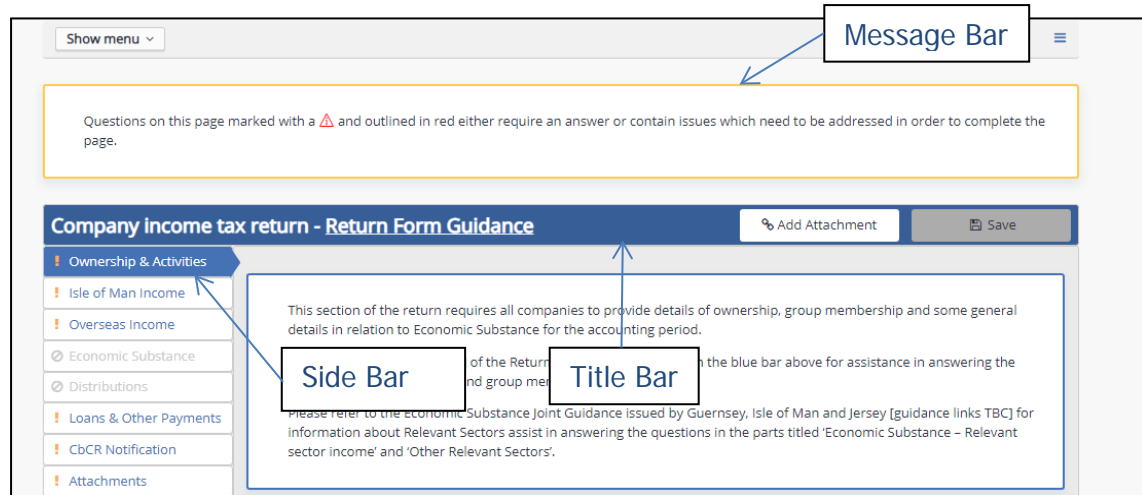 Show menu
Message Bar
Questions on this page marked with a and outlined in red either require an answer or contain issues which need to be addressed in order to complete the
page.
Company income tax return - Return Form Guidance
Add Attachment
Save
Ownership & Activities
Isle of Man Income
Overseas Income
Economic Substance
Distributions
Loans & Other Payments
CbCR Notification
Attachments
This section of the return requires all companies to provide details of ownership, group membership and some general
details in relation to Economic Substance for the accounting period.
of the Return the blue bar above for assistance in answering the
nd group
Side Bar
Title Bar
Please refer to the Economic Substance Joint Guidance issued by Guernsey, Isle of Man and Jersey [guidance links TBC] for
information about Relevant Sectors assist in answering the questions in the parts titled ‘Economic Substance – Relevant
sector income’ and ‘Other Relevant Sectors’.